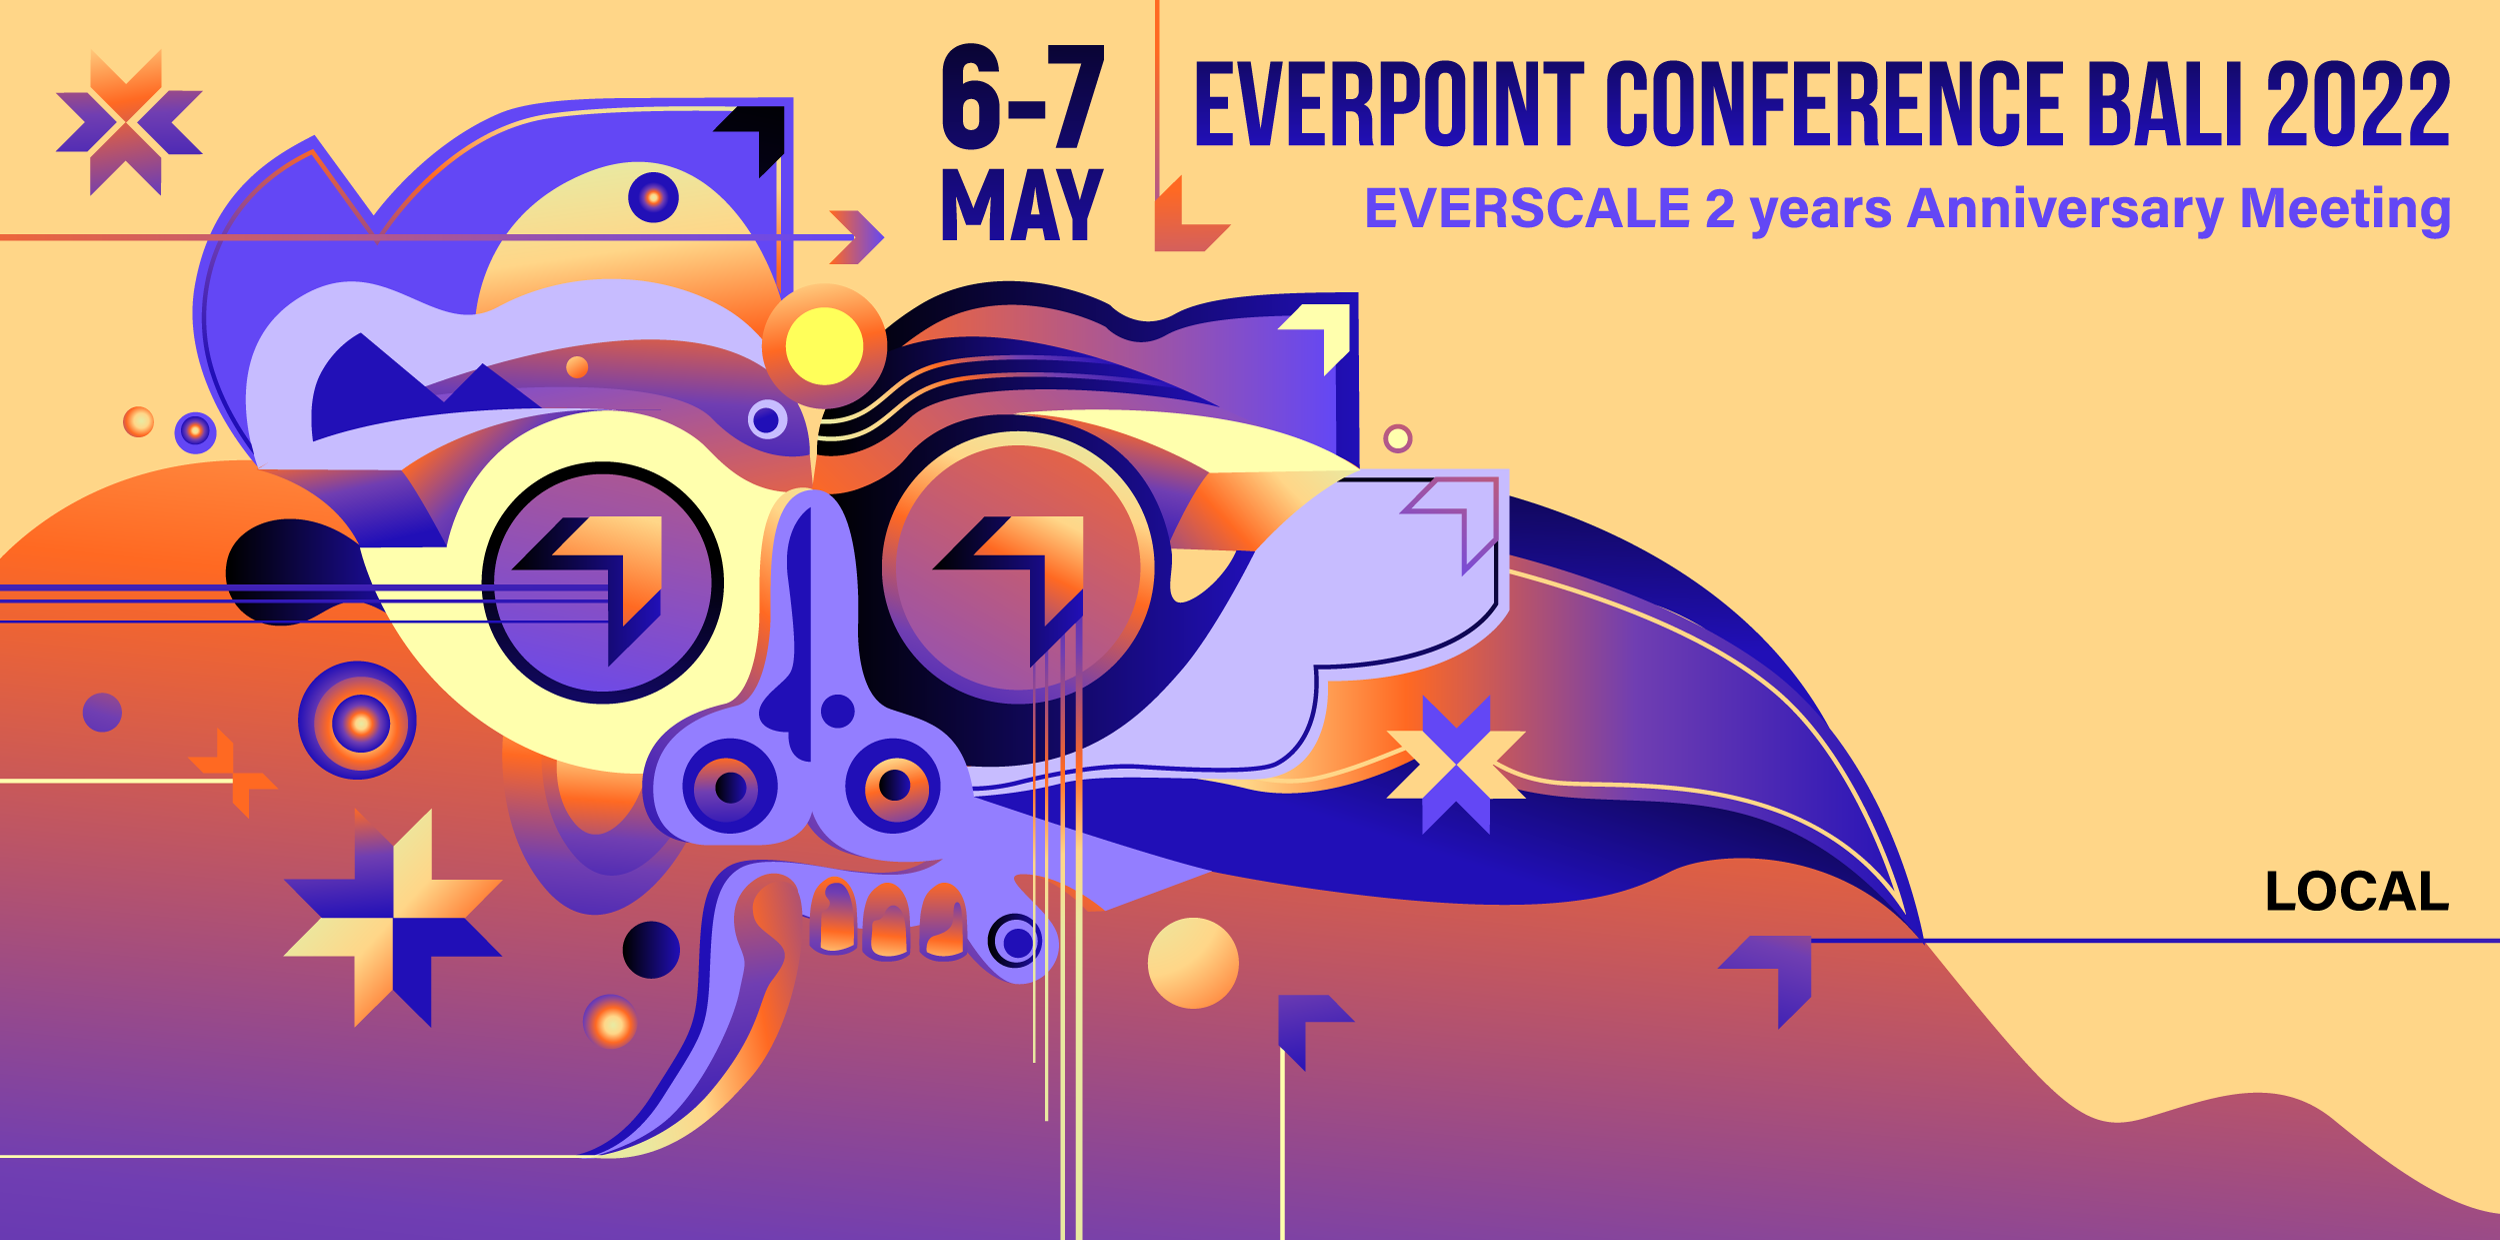 6-7
MAY
EVERPOINT CONFERENCE BALI 2022
EVERSCALE 2 years Anniversary Meeting
LOCAL